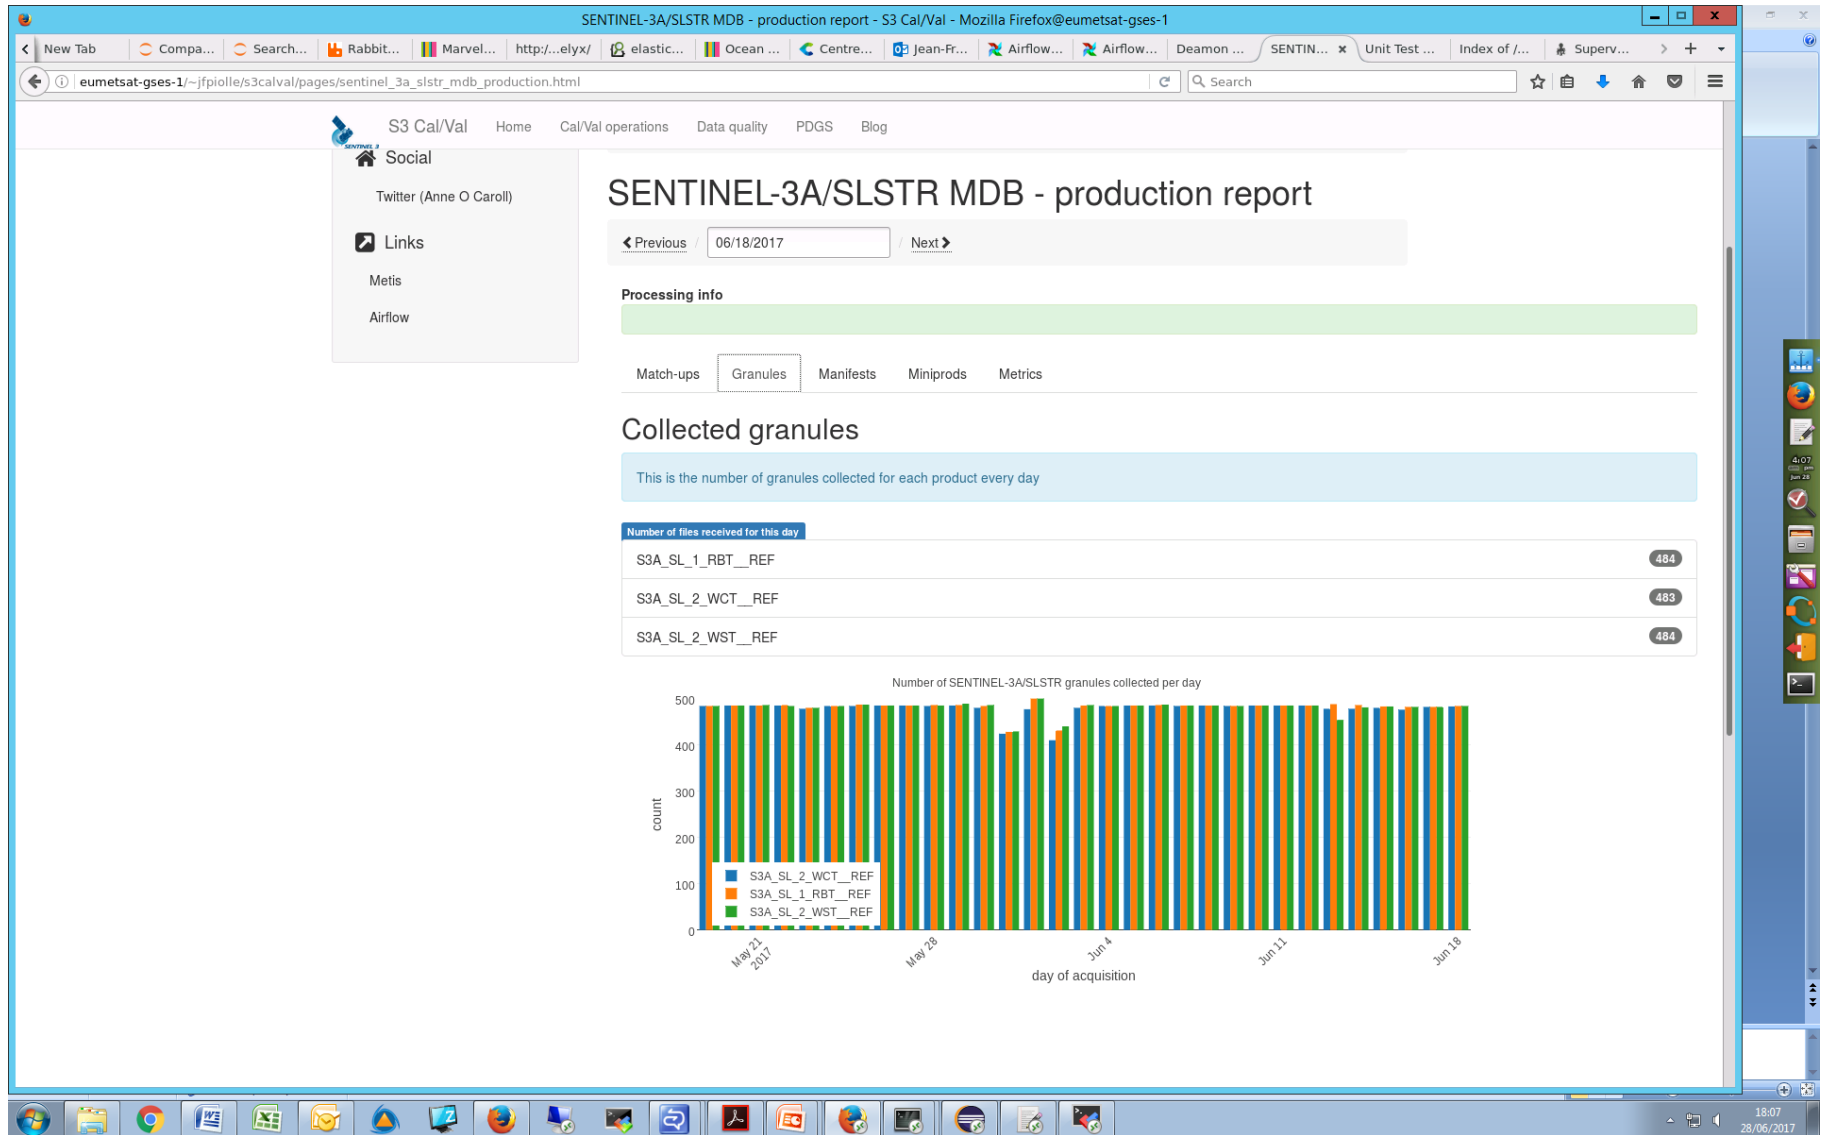 SENTINEL-3A/SLSTR MDB - production report - S3 Cal/Val - Mozilla Firefox@eumetsat-gses-1
New Tab Compa... Search... Rabbit... Marvel... http:/...elyx/ elastic... Ocean ... Centre... Jean-Fr... Airflow... Airflow... Deamon ... SENTIN... Unit Test ... Index of /... Superv...
eumetsat-gses-1/~jfpiolle/s3calval/pages/sentinel_3a_slstr_mdb_production.html
Search
SENTINEL 3
S3 Cal/Val Home Cal/Val operations Data quality PDGS Blog
Social
Twitter (Anne O Caroll)
Links
Metis
Airflow
SENTINEL-3A/SLSTR MDB - production report
Previous / 06/18/2017 / Next
Processing info
Match-ups Granules Manifests Miniprods Metrics
Collected granules
This is the number of granules collected for each product every day
Number of files received for this day
S3A_SL_1_RBT__REF 484
S3A_SL_2_WCT__REF 483
S3A_SL_2_WST__REF 484
Number of SENTINEL-3A/SLSTR granules collected per day
500
400
300
200
100
0
count
S3A_SL_2_WCT__REF
S3A_SL_1_RBT__REF
S3A_SL_2_WST__REF
May 21
2017
May 28
Jun 4
Jun 11
Jun 18
day of acquisition
4:07
pm
Jun 28
18:07
28/06/2017